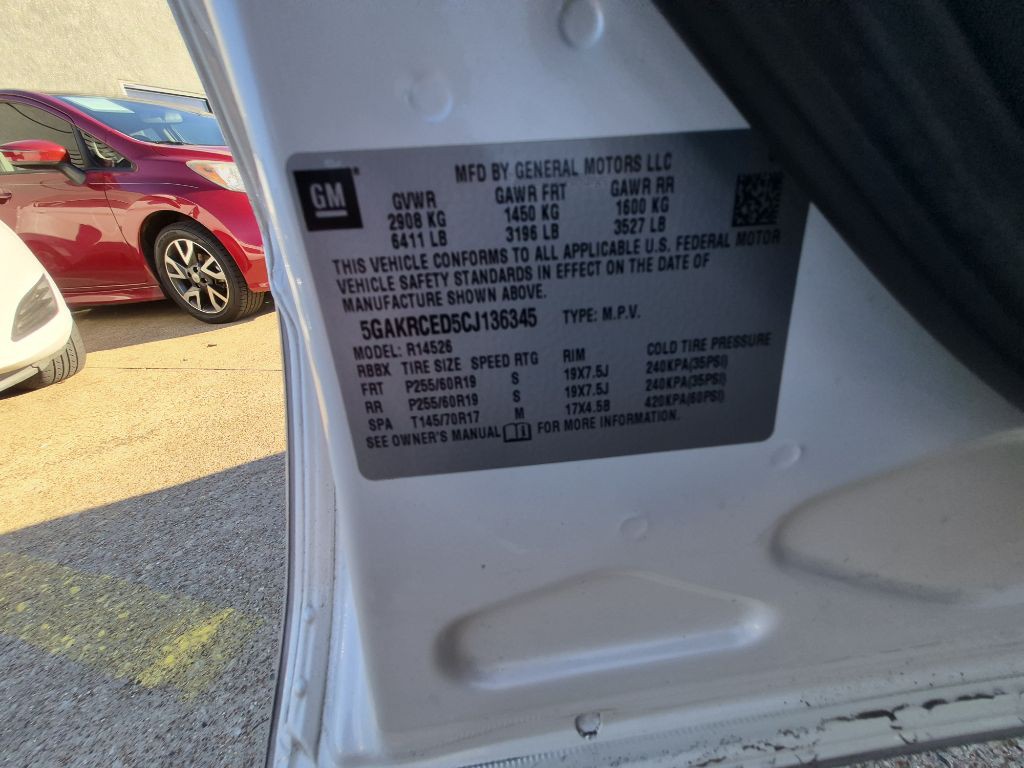 GM
MFD BY GENERAL MOTORS LLC
GVWR GAWR FRT GAWR RR
2908 KG 1450 KG 1600 KG
6411 LB 3196 LB 3527 LB
THIS VEHICLE CONFORMS TO ALL APPLICABLE U.S. FEDERAL MOTOR
VEHICLE SAFETY STANDARDS IN EFFECT ON THE DATE OF
MANUFACTURE SHOWN ABOVE.
5GAKRCED5CJ136345 TYPE: M.P.V.
MODEL: R14526
RBBX TIRE SIZE SPEED RTG RIM COLD TIRE PRESSURE
FRT P255/60R19 S 19X7.5J 240KPA(35PSI)
RR P255/60R19 S 19X7.5J 240KPA(35PSI)
SPA T145/70R17 M 17X4.5B 420KPA(60PSI)
SEE OWNER'S MANUAL FOR MORE INFORMATION.